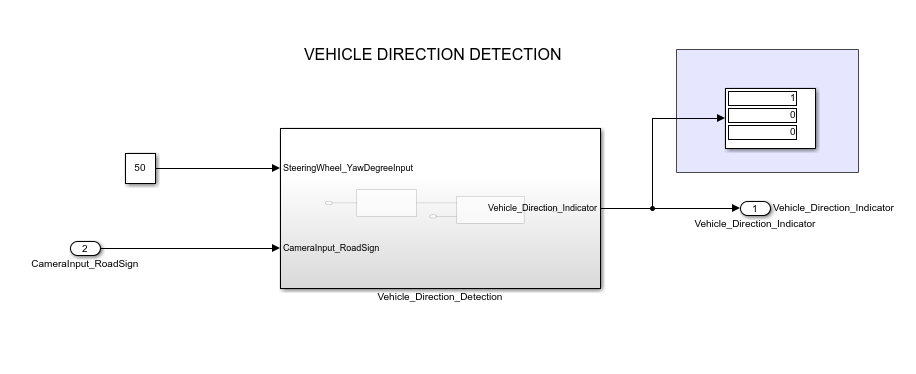 VEHICLE DIRECTION DETECTION
1
0
0
50
SteeringWheel_YawDegreeInput
Vehicle_Direction_Indicator
1
Vehicle_Direction_Indicator
Vehicle_Direction_Indicator
2
CameraInput_RoadSign
CameraInput_RoadSign
Vehicle_Direction_Detection